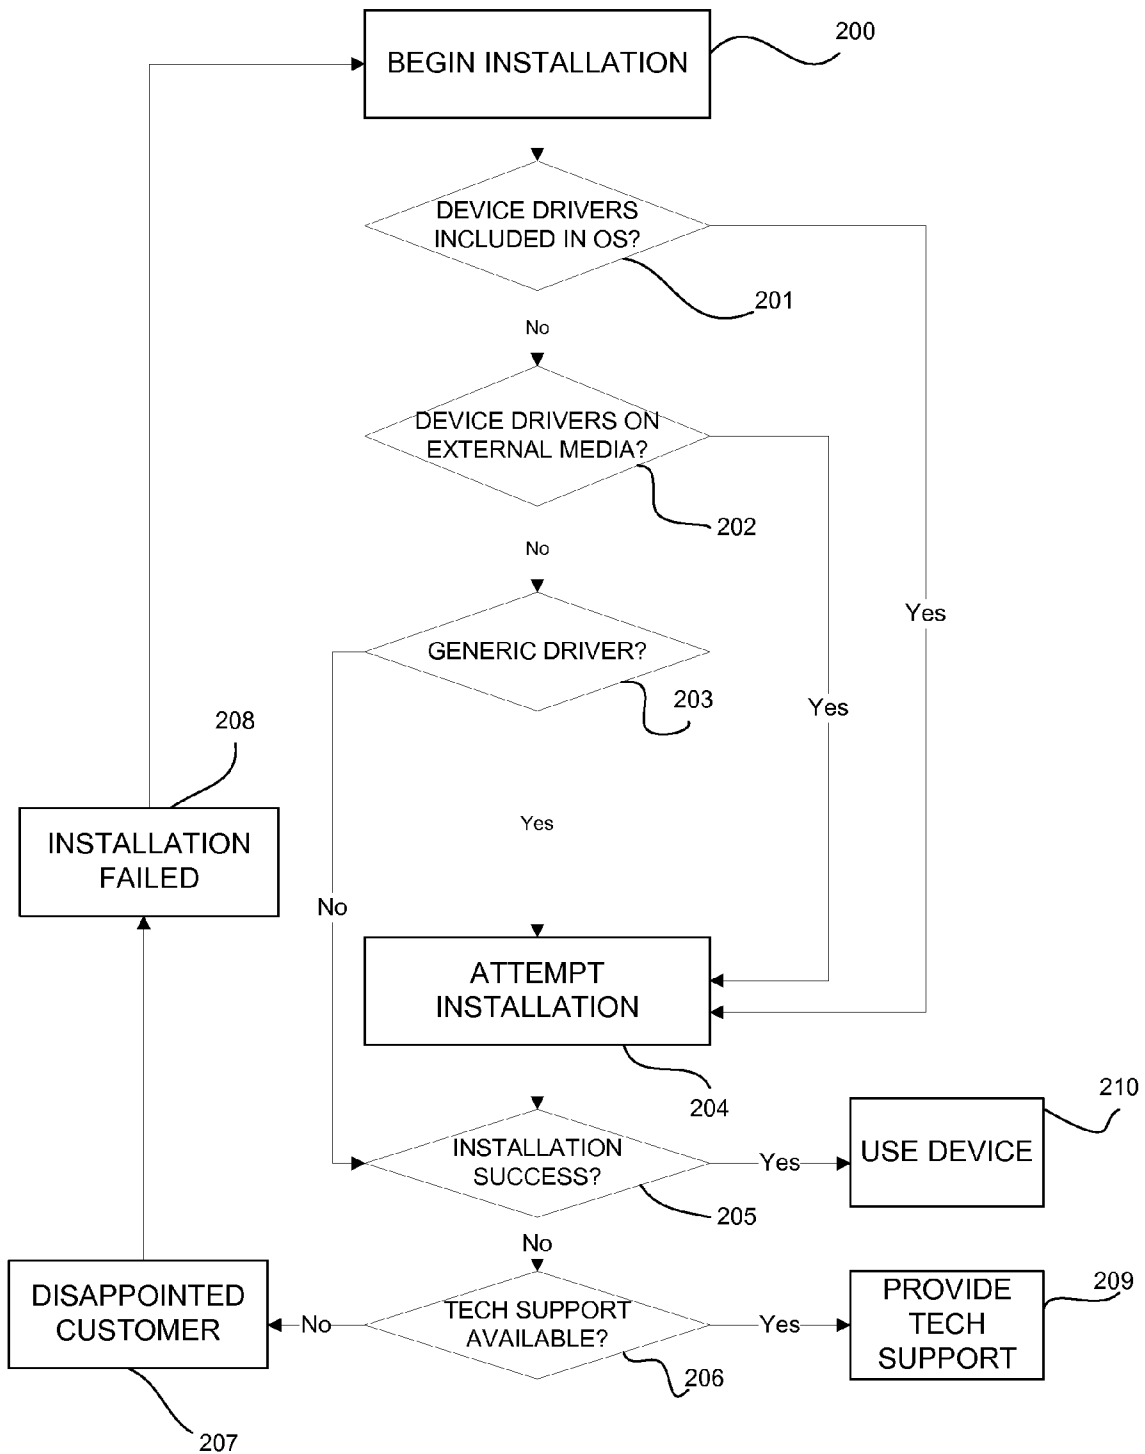 BEGIN INSTALLATION
200
DEVICE DRIVERS
INCLUDED IN OS?
201
No
DEVICE DRIVERS ON
EXTERNAL MEDIA?
202
No
Yes
GENERIC DRIVER?
203
Yes
208
INSTALLATION
FAILED
Yes
No
ATTEMPT
INSTALLATION
204
210
INSTALLATION
SUCCESS?
Yes
USE DEVICE
205
No
DISAPPOINTED
CUSTOMER
No
TECH SUPPORT
AVAILABLE?
Yes
PROVIDE
TECH
SUPPORT
209
206
207